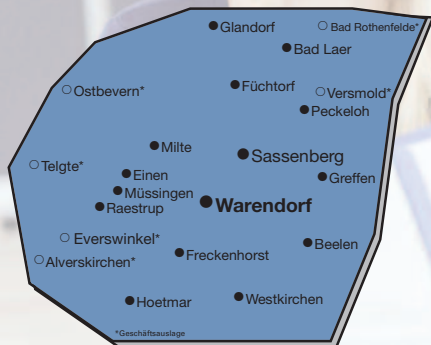 Glandorf
Bad Rothenfelde*
Bad Laer
Ostbevern*
Füchtorf
Versmold*
Peckeloh
Milte
Sassenberg
Telgte*
Einen
Greffen
Müssingen
Raestrup
Warendorf
Everswinkel*
Beelen
Alverskirchen*
Freckenhorst
Hoetmar
Westkirchen
*Geschäftsauslage